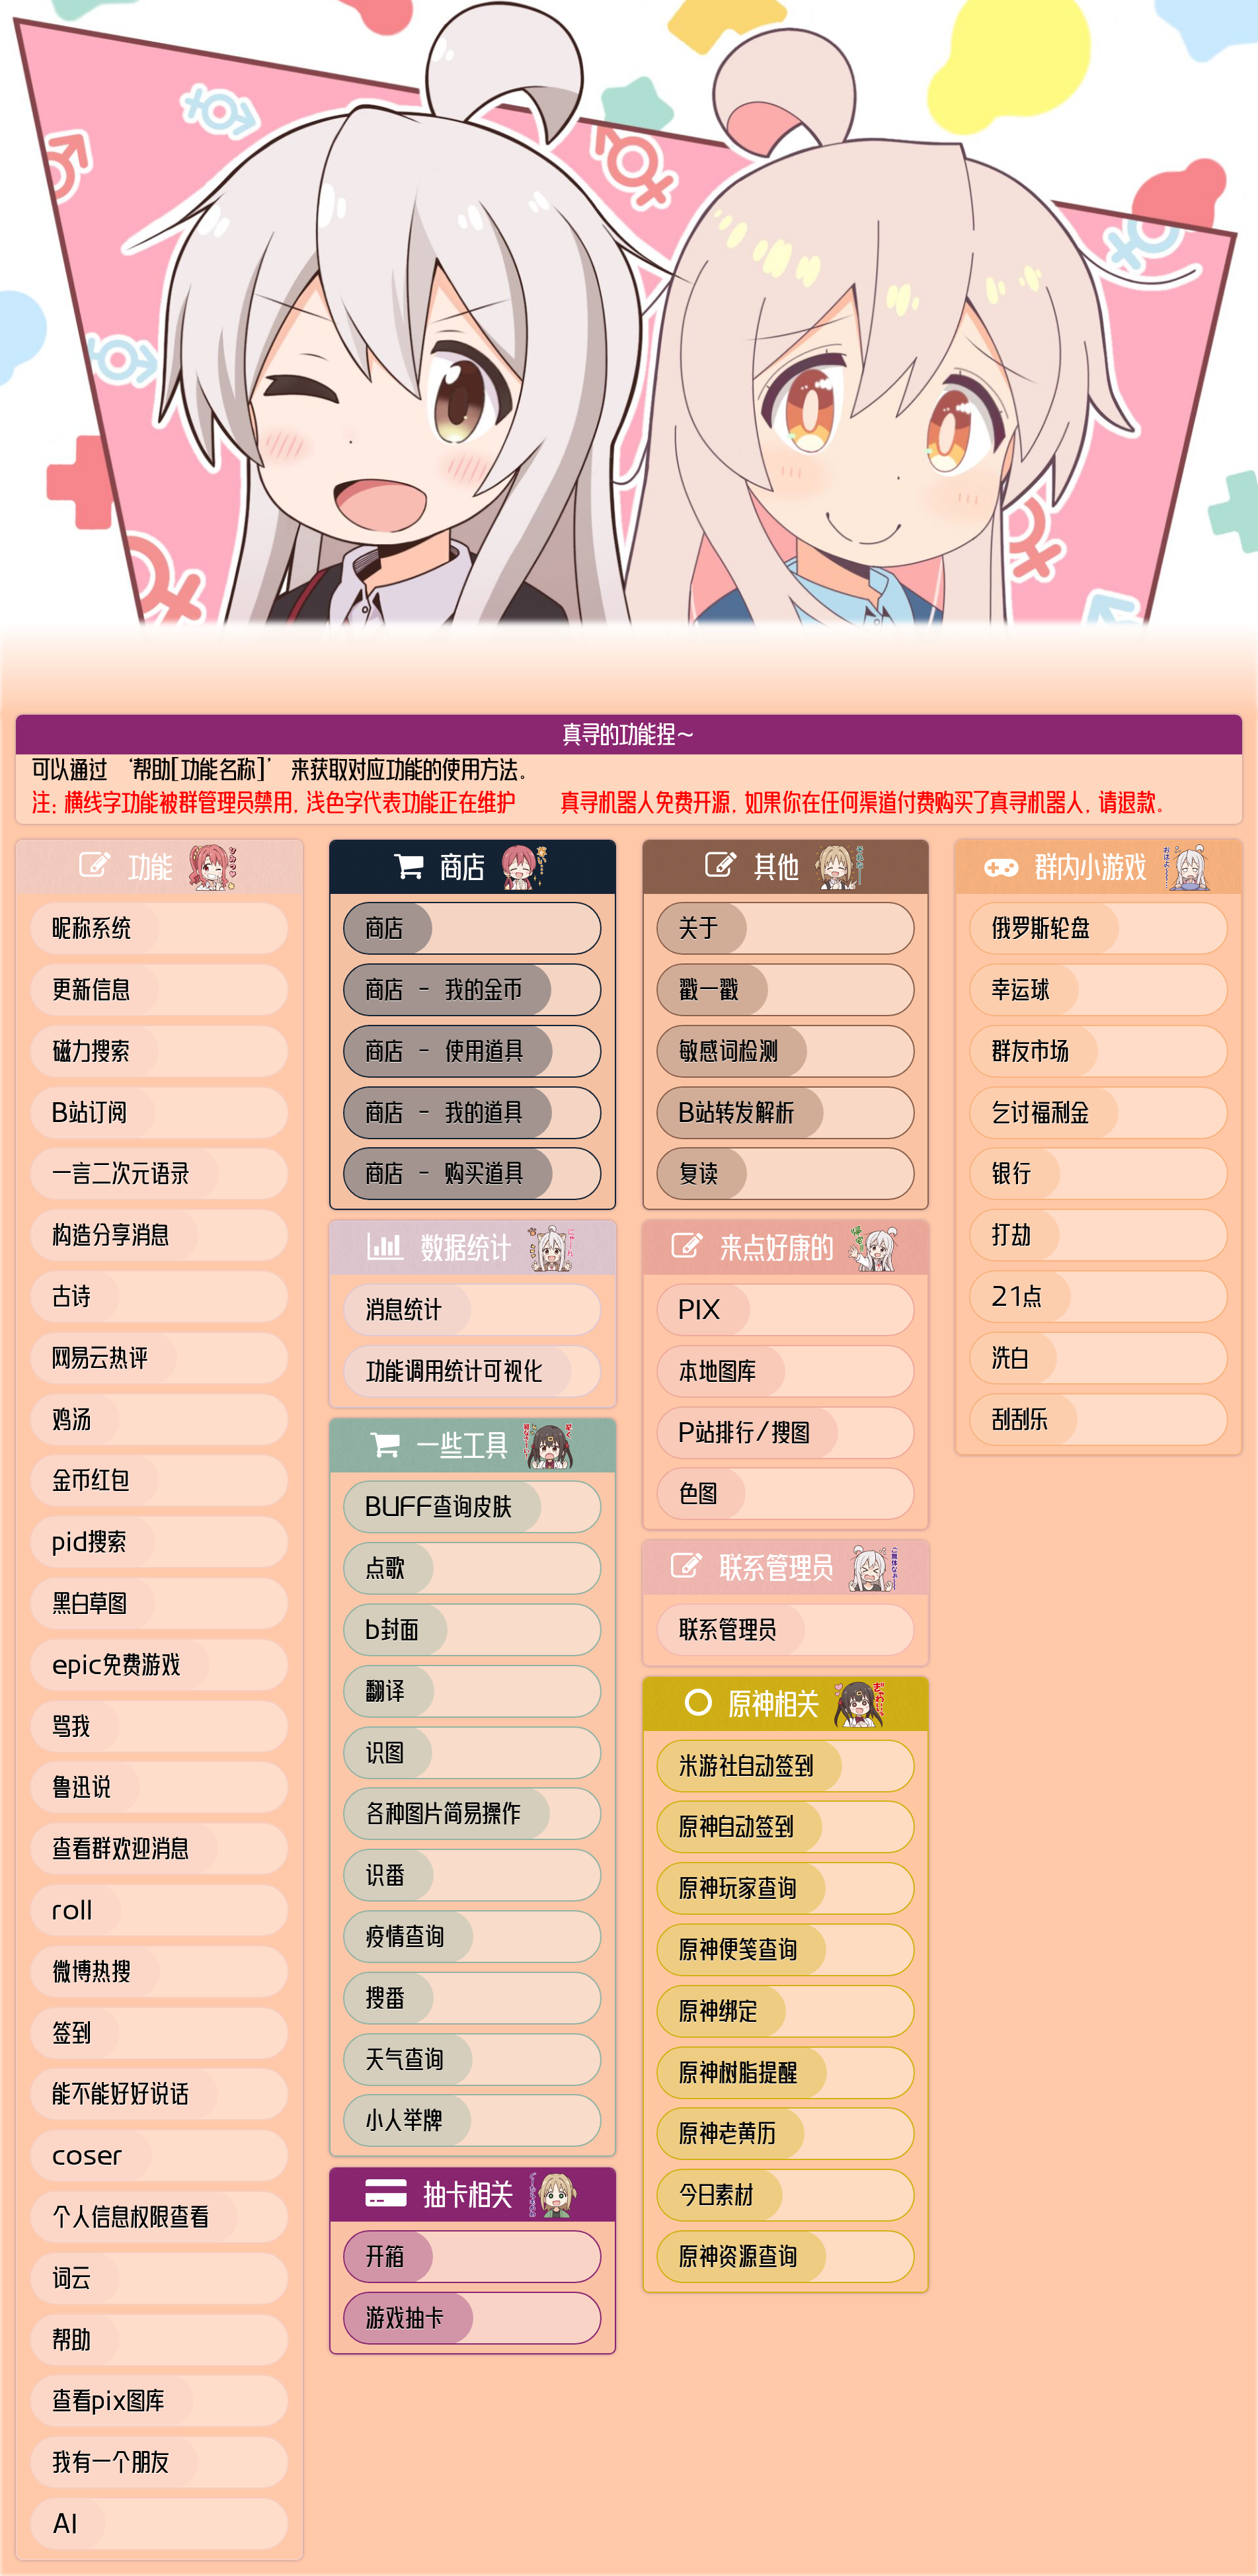 真寻的功能捏~
可以通过 ‘帮助[功能名称]’ 来获取对应功能的使用方法。
注: 横线字功能被群管理员禁用, 浅色字代表功能正在维护 真寻机器人免费开源, 如果你在任何渠道付费购买了真寻机器人, 请退款。
功能
昵称系统
更新信息
磁力搜索
B站订阅
一言二次元语录
构造分享消息
古诗
网易云热评
鸡汤
金币红包
pid搜索
黑白草图
epic免费游戏
骂我
鲁迅说
查看群欢迎消息
roll
微博热搜
签到
能不能好好说话
coser
个人信息权限查看
词云
帮助
查看pix图库
我有一个朋友
AI
商店
商店
商店 - 我的金币
商店 - 使用道具
商店 - 我的道具
商店 - 购买道具
数据统计
消息统计
功能调用统计可视化
一些工具
BUFF查询皮肤
点歌
b封面
翻译
识图
各种图片简易操作
识番
疫情查询
搜番
天气查询
小人举牌
抽卡相关
开箱
游戏抽卡
其他
关于
戳一戳
敏感词检测
B站转发解析
复读
来点好康的
PIX
本地图库
P站排行/搜图
色图
联系管理员
联系管理员
原神相关
米游社自动签到
原神自动签到
原神玩家查询
原神便笺查询
原神绑定
原神树脂提醒
原神老黄历
今日素材
原神资源查询
群内小游戏
俄罗斯轮盘
幸运球
群友市场
乞讨福利金
银行
打劫
21点
洗白
刮刮乐